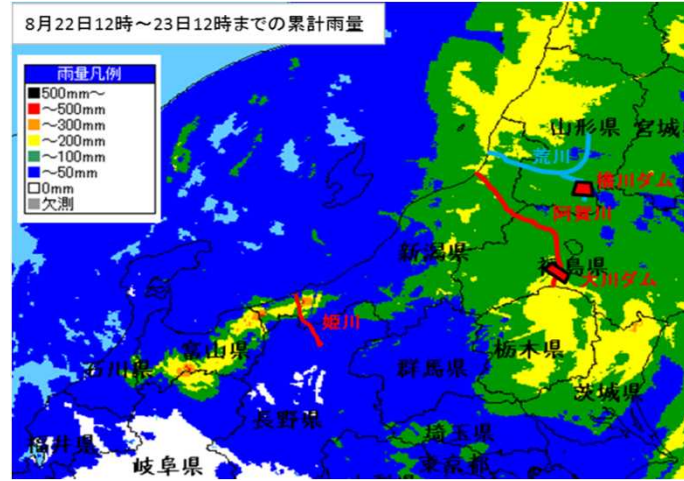 8月22日12時～23日12時までの累計雨量
雨量凡例
500mm～
～500mm
～300mm
～200mm
～100mm
～50mm
0mm
欠測
山形県
宮城
荒川
横川ダム
阿賀川
新潟県
福島県
大川ダム
姫川
富山県
石川県
栃木県
群馬県
茨城県
長野県
埼玉県
福井県
岐阜県
東京都